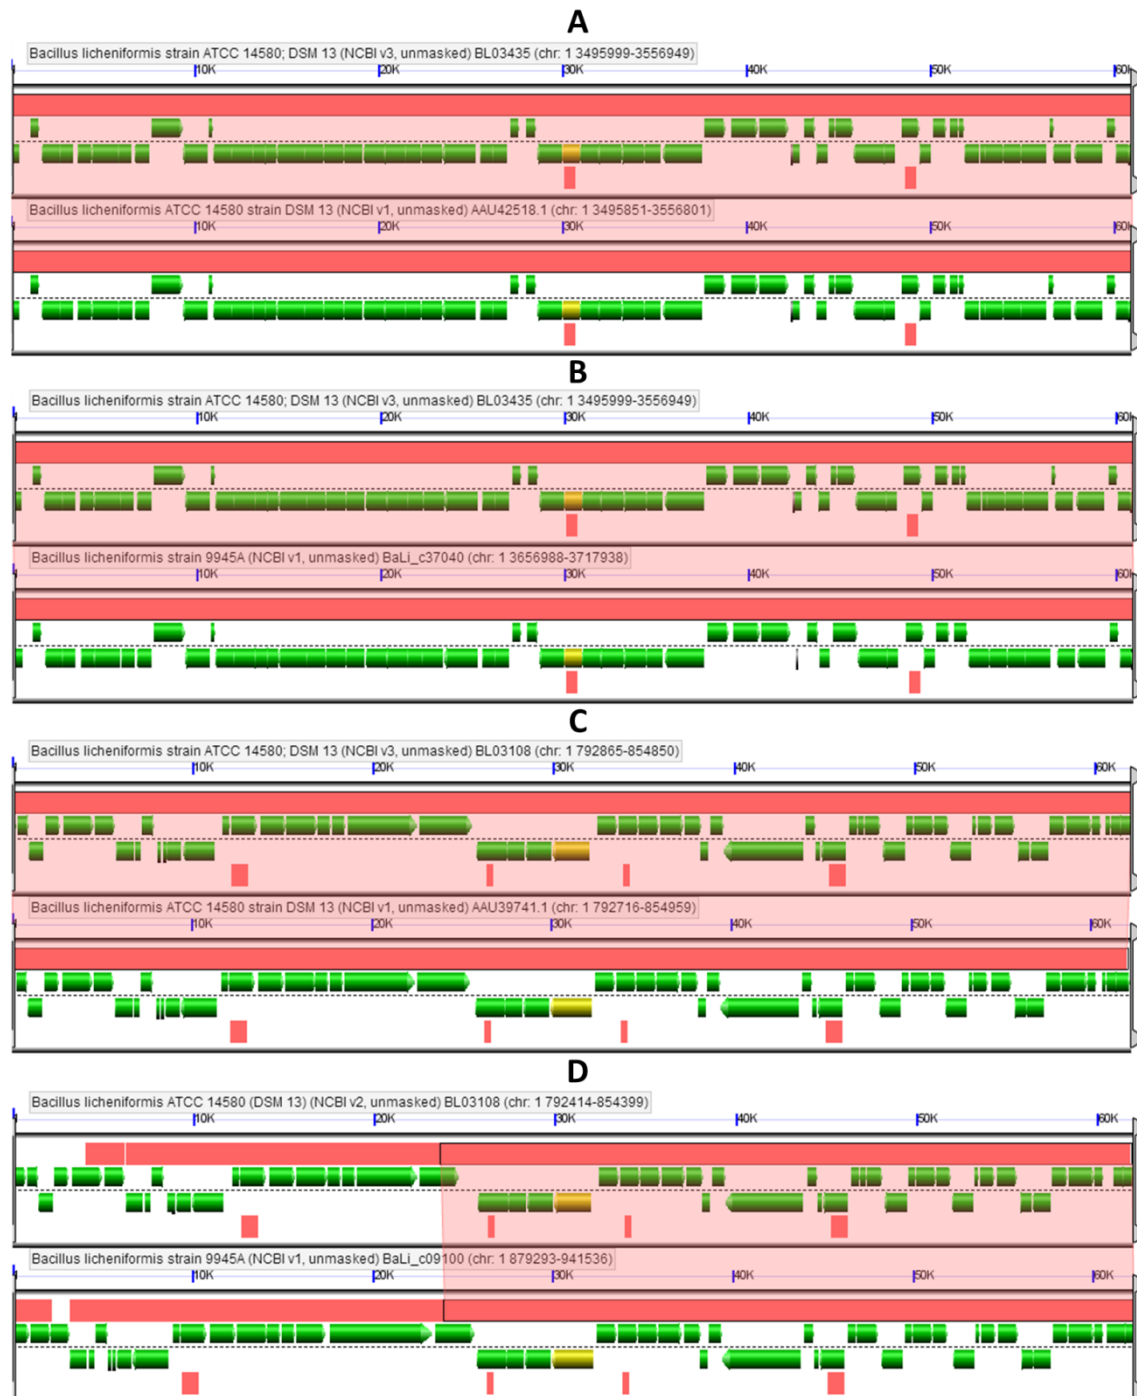 A
Bacillus licheniformis strain ATCC 14580; DSM 13 (NCBI v3, unmasked) BL03435 (chr: 1 3495999-3556949)
10K 20K 30K 40K 50K 60
Bacillus licheniformis ATCC 14580 strain DSM 13 (NCBI v1, unmasked) AAU42518.1 (chr: 1 3495851-3556801)
10K 20K 30K 40K 50K 60
B
Bacillus licheniformis strain ATCC 14580; DSM 13 (NCBI v3, unmasked) BL03435 (chr: 1 3495999-3556949)
10K 20K 30K 40K 50K 60
Bacillus licheniformis strain 9945A (NCBI v1, unmasked) BaLi_c37040 (chr: 1 3656988-3717938)
10K 20K 30K 40K 50K 60
C
Bacillus licheniformis strain ATCC 14580; DSM 13 (NCBI v3, unmasked) BL03108 (chr: 1 792865-854850)
10K 20K 30K 40K 50K 60K
Bacillus licheniformis ATCC 14580 strain DSM 13 (NCBI v1, unmasked) AAU39741.1 (chr: 1 792716-854959)
10K 20K 30K 40K 50K 60K
D
Bacillus licheniformis ATCC 14580 (DSM 13) (NCBI v2, unmasked) BL03108 (chr: 1 792414-854399)
10K 20K 30K 40K 50K 60K
Bacillus licheniformis strain 9945A (NCBI v1, unmasked) BaLi_c09100 (chr: 1 879293-941536)
10K 20K 30K 40K 50K 60K